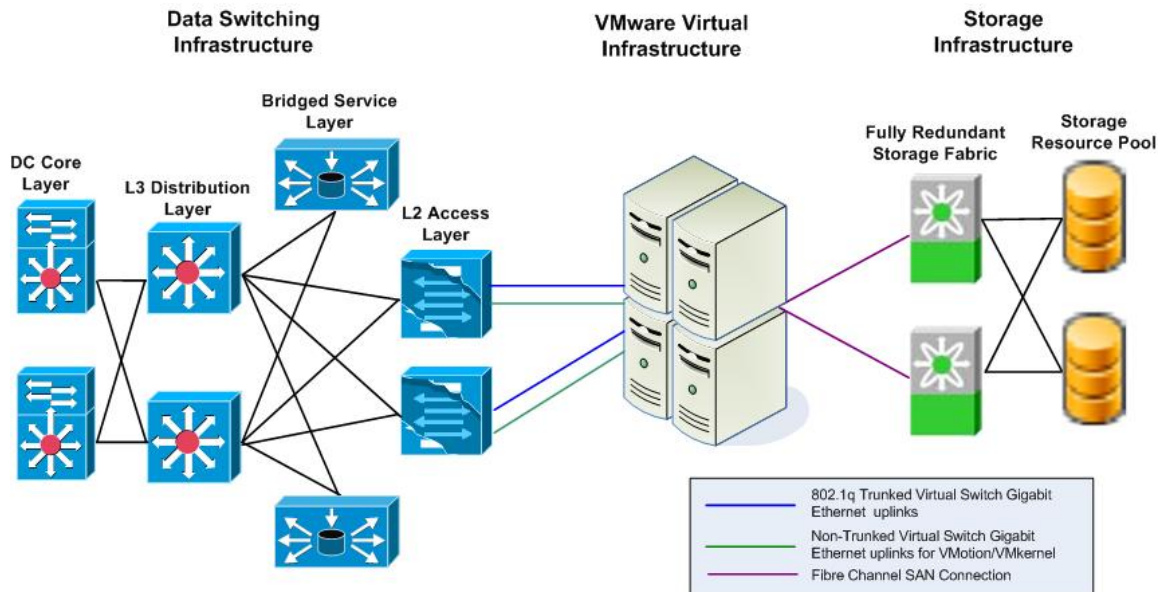 Data Switching
Infrastructure
VMware Virtual
Infrastructure
Storage
Infrastructure
Bridged Service
Layer
DC Core
Layer
L3 Distribution
Layer
L2 Access
Layer
Fully Redundant
Storage Fabric
Storage
Resource Pool
802.1q Trunked Virtual Switch Gigabit
Ethernet uplinks
Non-Trunked Virtual Switch Gigabit
Ethernet uplinks for VMotion/VMkernel
Fibre Channel SAN Connection